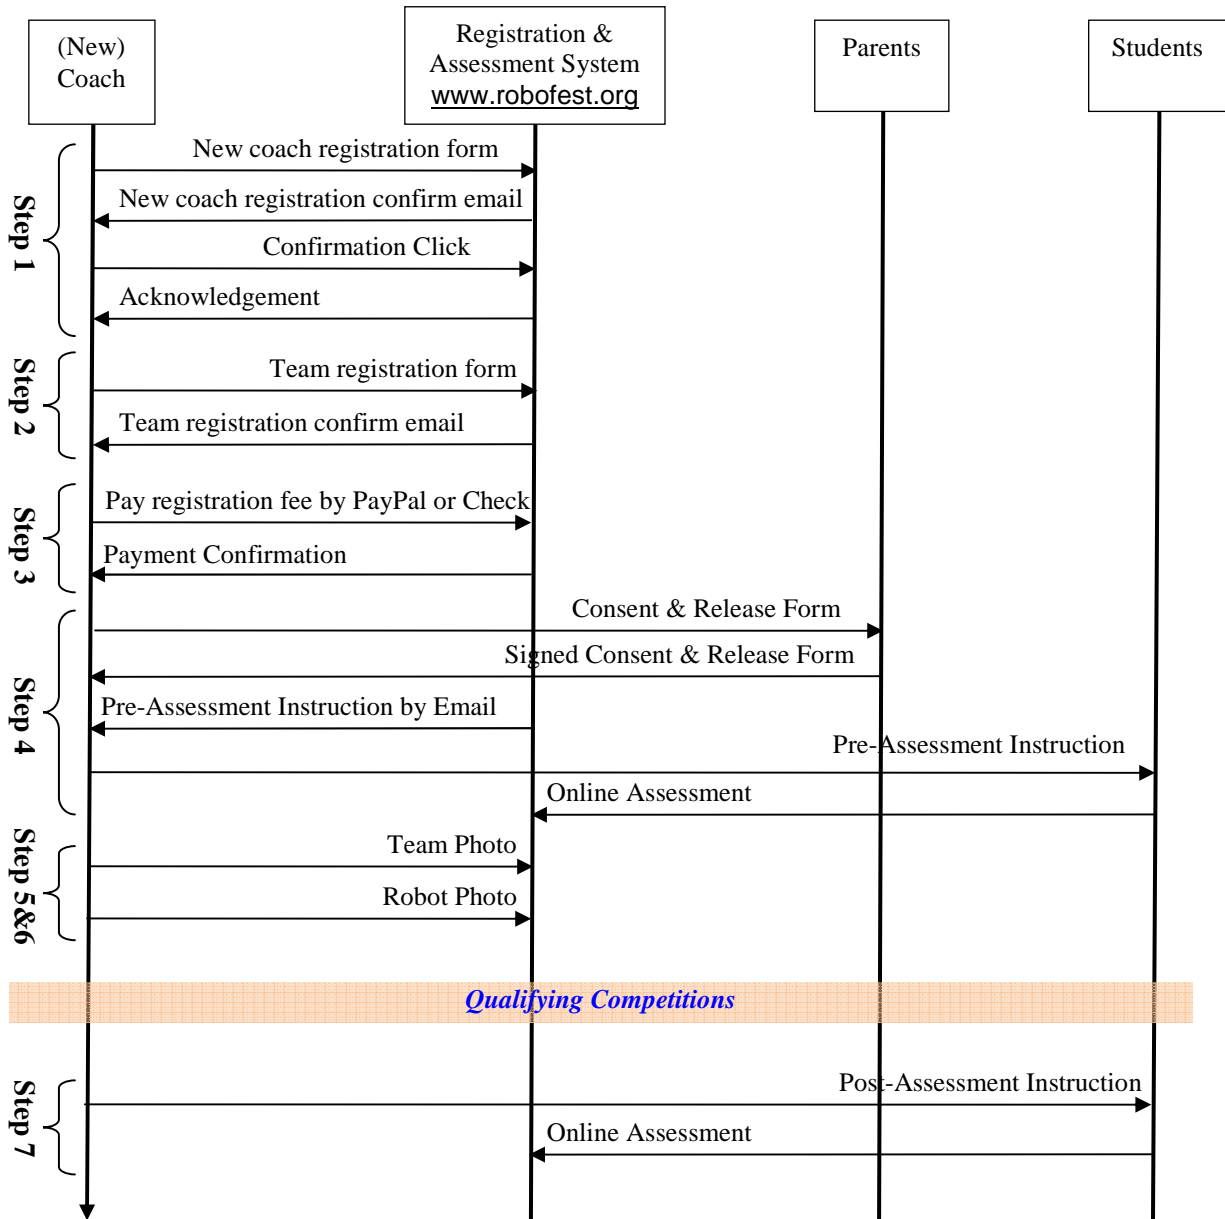 (New)
Coach
Registration &
Assessment System
www.robofest.org
Parents
Students
Step 1
New coach registration form
New coach registration confirm email
Confirmation Click
Acknowledgement
Step 2
Team registration form
Team registration confirm email
Step 3
Pay registration fee by PayPal or Check
Payment Confirmation
Step 4
Consent & Release Form
Signed Consent & Release Form
Pre-Assessment Instruction by Email
Pre-Assessment Instruction
Online Assessment
Step 5&6
Team Photo
Robot Photo
Qualifying Competitions
Step 7
Post-Assessment Instruction
Online Assessment